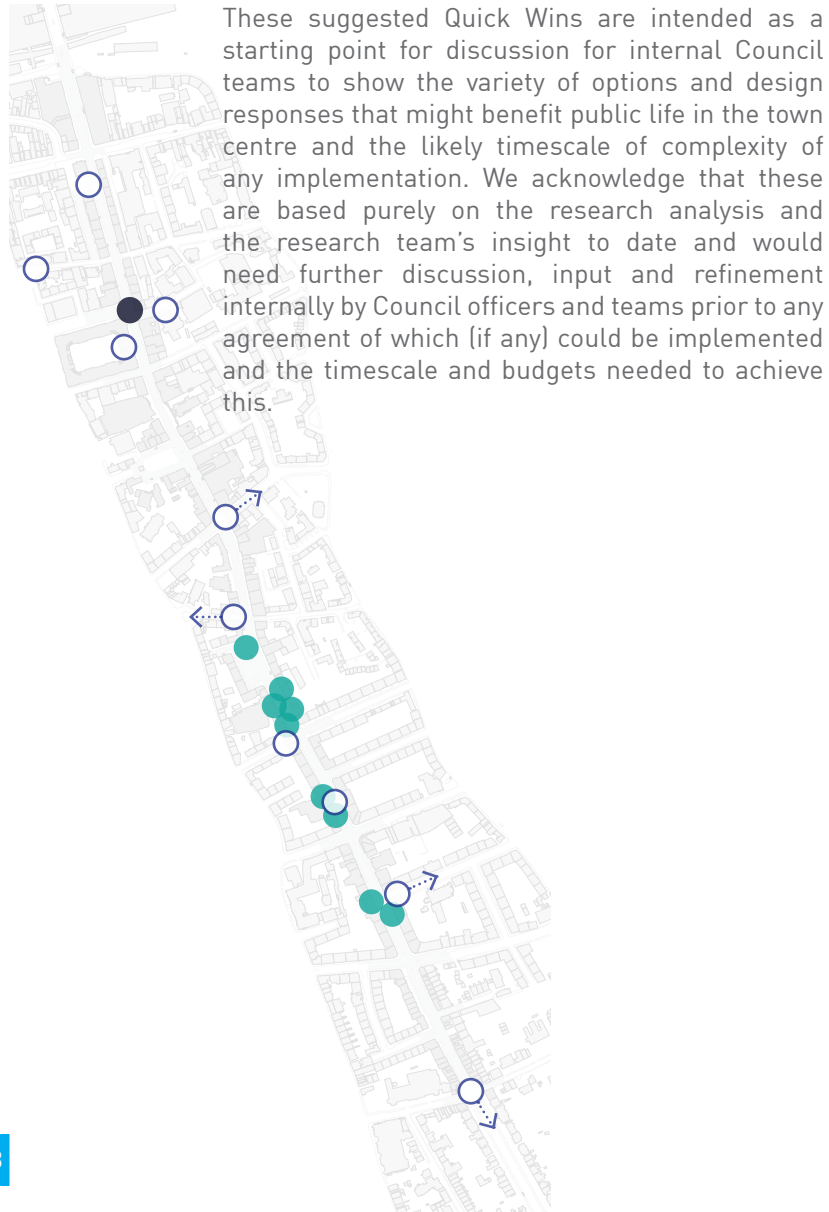 These suggested Quick Wins are intended as a
starting point for discussion for internal Council
teams to show the variety of options and design
responses that might benefit public life in the town
centre and the likely timescale of complexity of
any implementation. We acknowledge that these
are based purely on the research analysis and
the research team's insight to date and would
need further discussion, input and refinement
internally by Council officers and teams prior to any
agreement of which (if any) could be implemented
and the timescale and budgets needed to achieve
this.